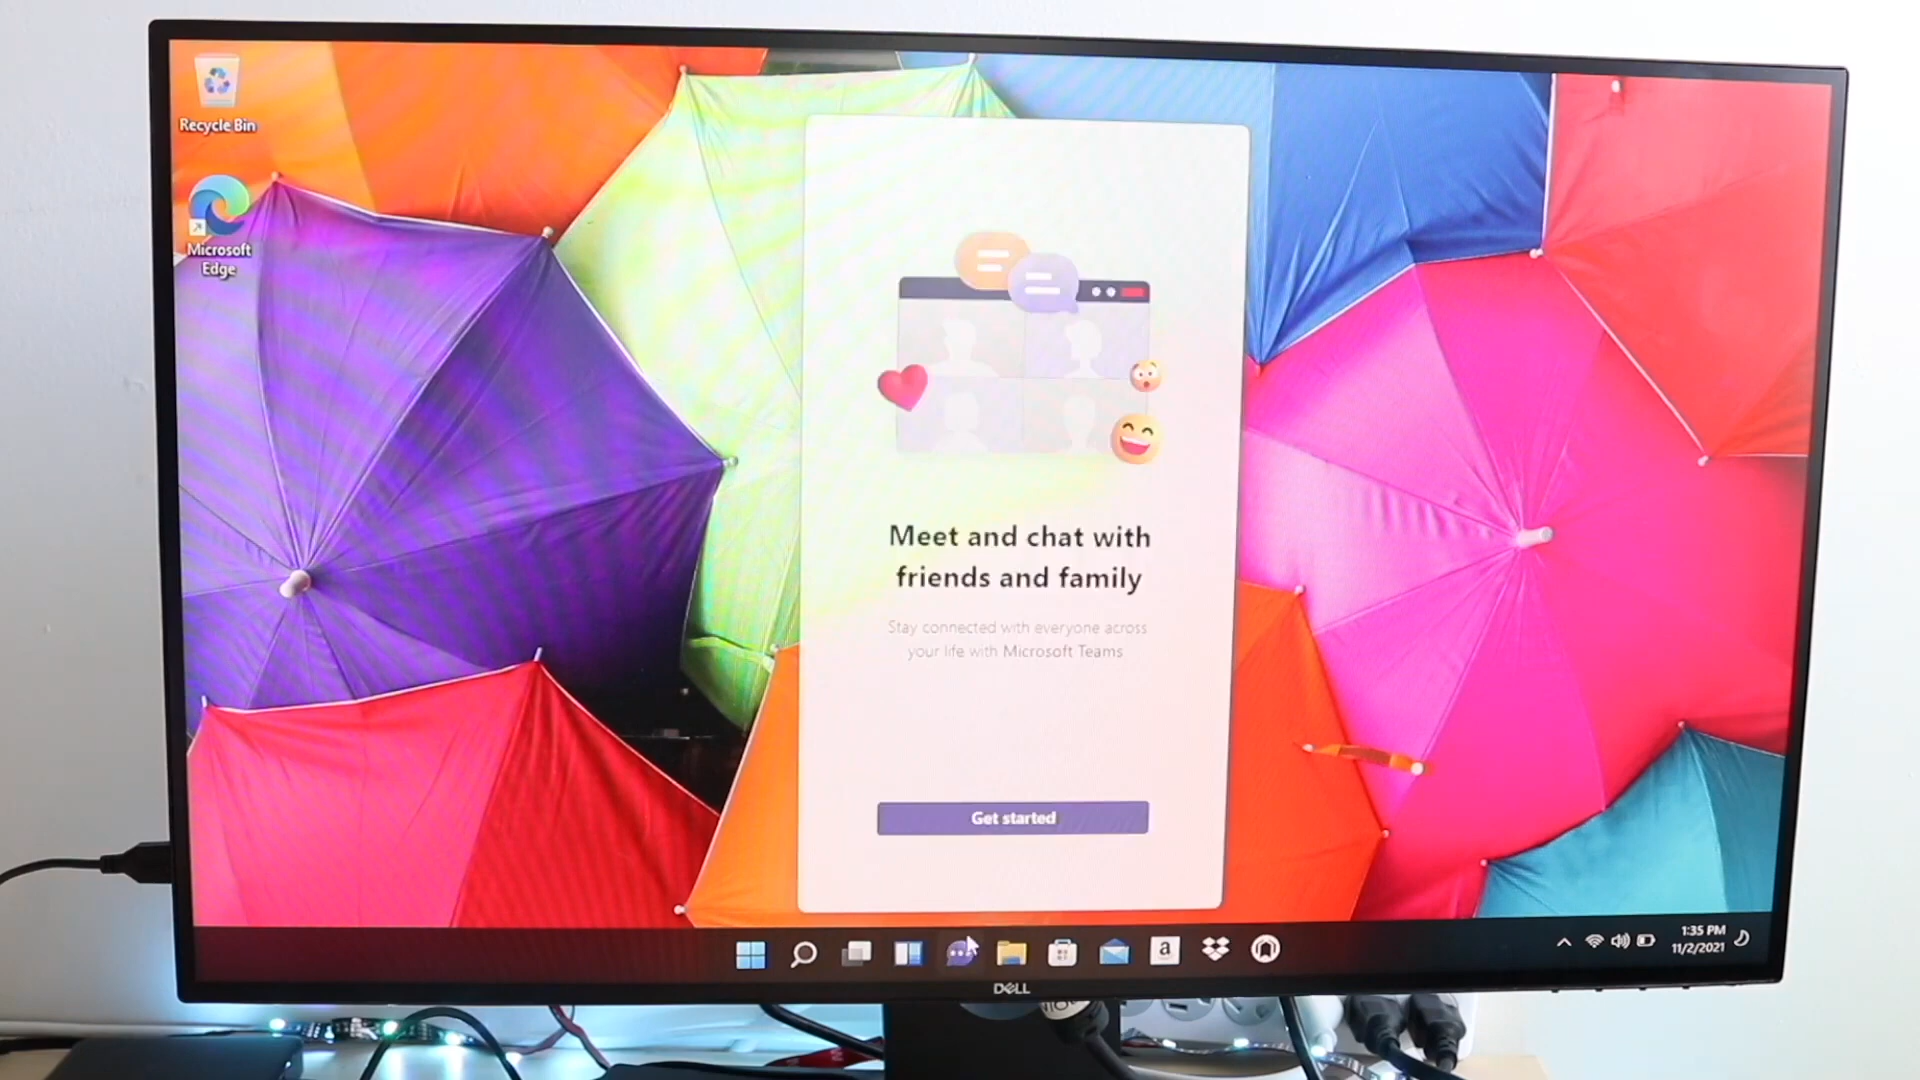 Recycle Bin
Microsoft
Edge
Meet and chat with
friends and family
Stay connected with everyone across
your life with Microsoft Teams
Get started
a
1:35 PM
11/2/2021
DELL